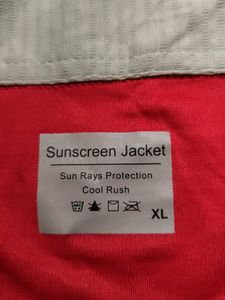 Sunscreen Jacket
Sun Rays Protection
Cool Rush
XL